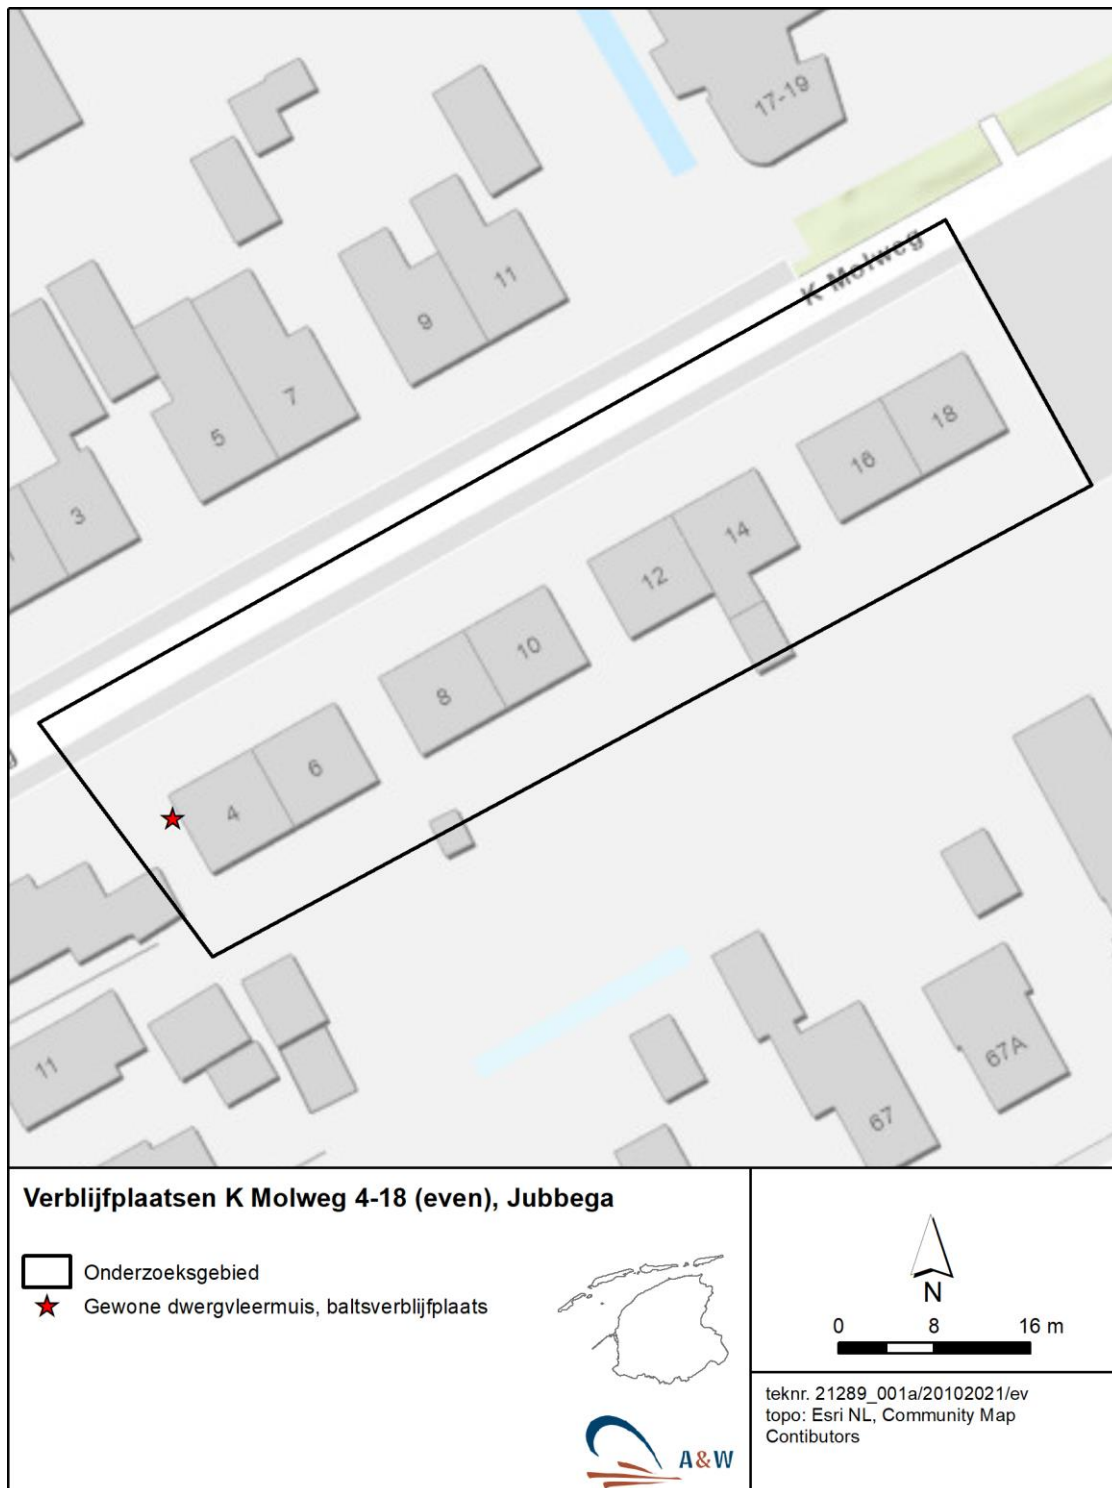 17-19
K Molweg
11
9
7
5
3
18
16
14
12
10
8
6
4
11
67A
67
Verblijfplaatsen K Molweg 4-18 (even), Jubbega
Onderzoeksgebied
Gewone dwergvleermuis, baltsverblijfplaats
A&W
N
0 8 16 m
teknr. 21289_001a/20102021/ev
topo: Esri NL, Community Map
Contibutors